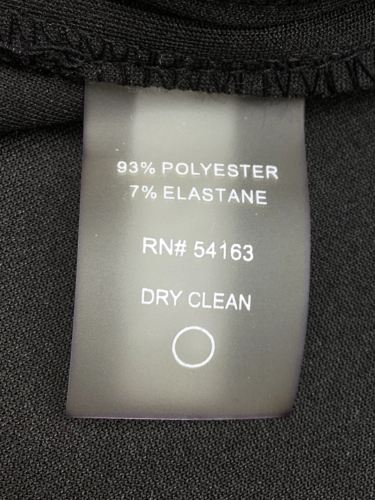 93% POLYESTER
7% ELASTANE
RN# 54163
DRY CLEAN